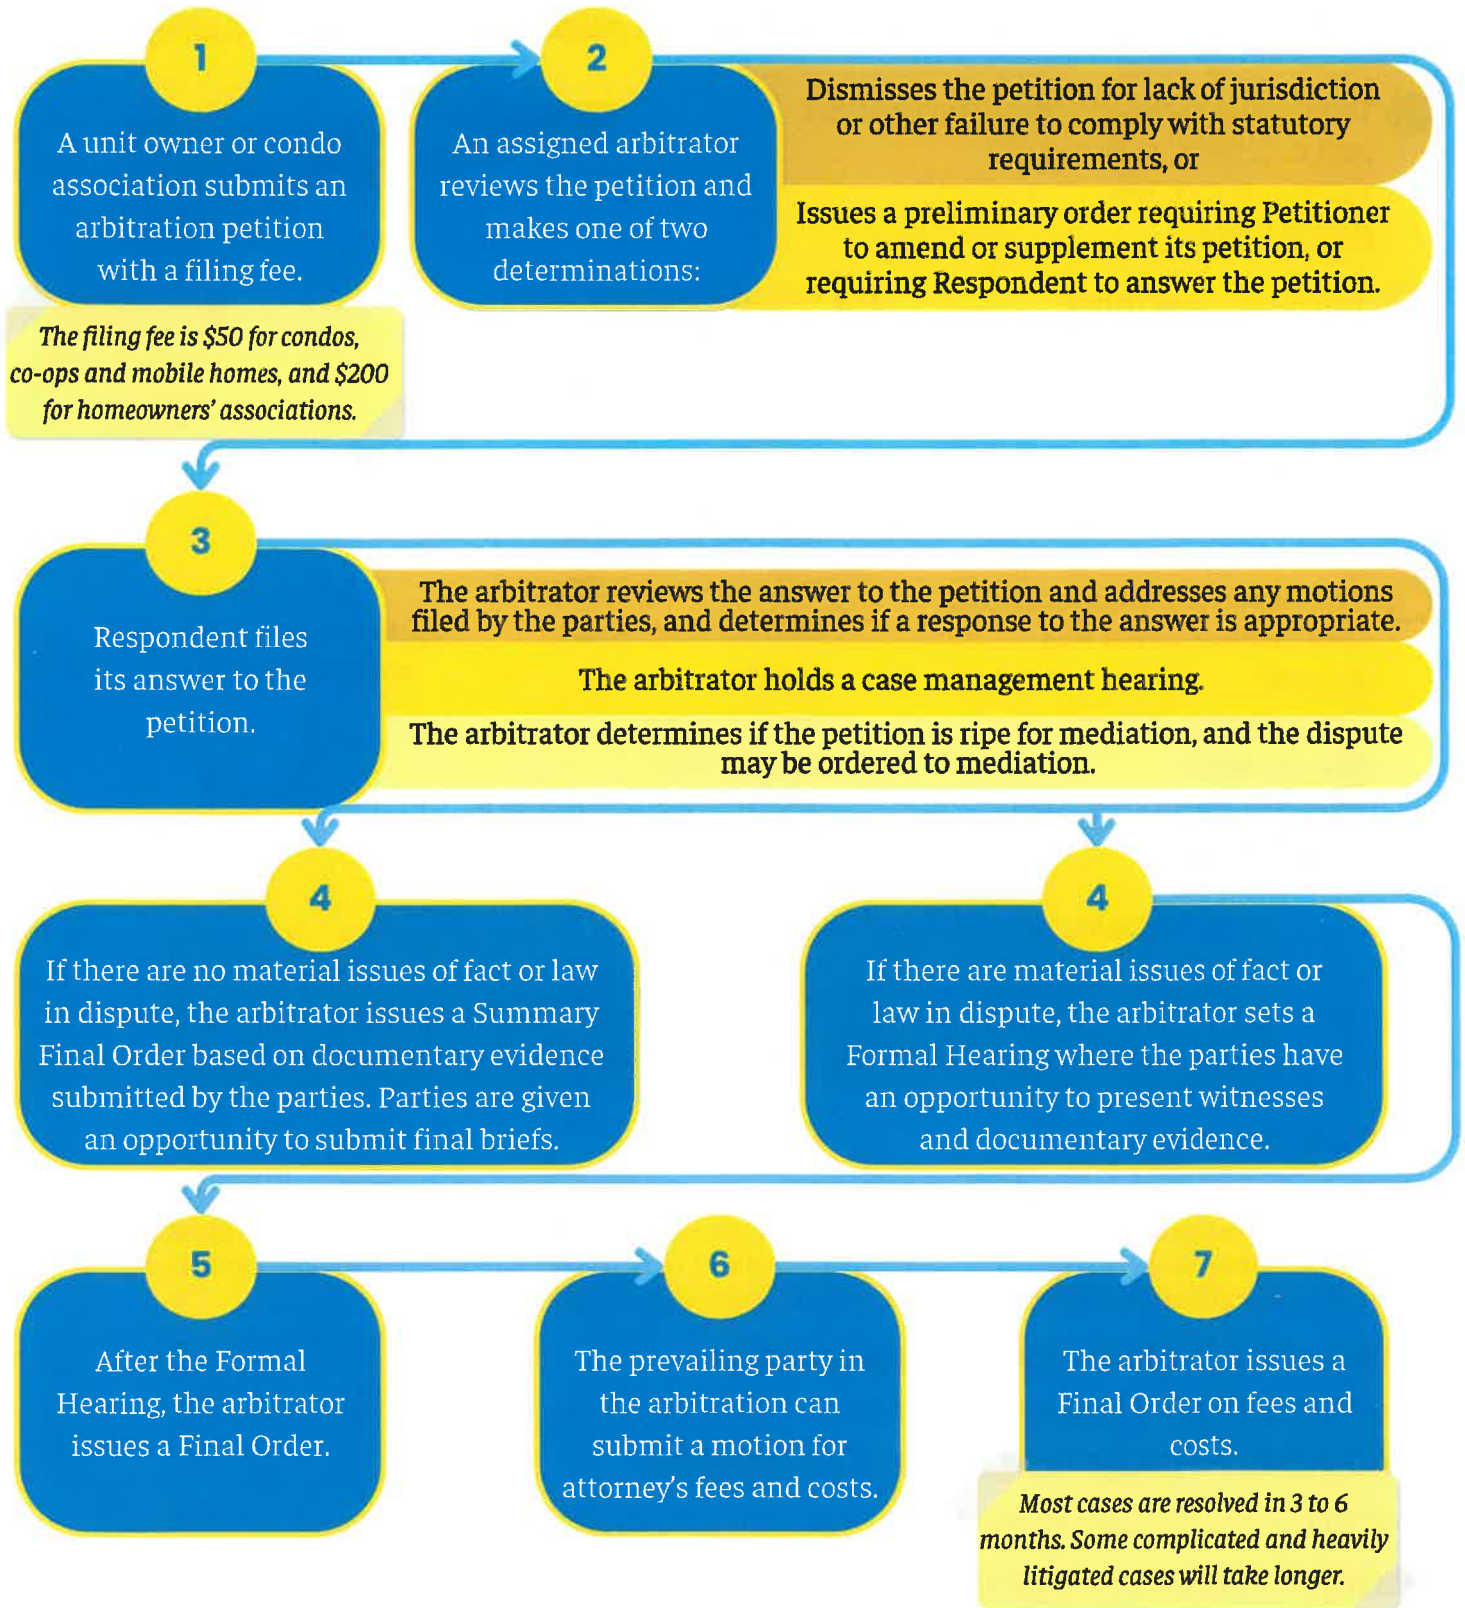 1
A unit owner or condo
association submits an
arbitration petition
with a filing fee.
The filing fee is $50 for condos,
co-ops and mobile homes, and $200
for homeowners' associations.
2
An assigned arbitrator
reviews the petition and
makes one of two
determinations:
Dismisses the petition for lack of jurisdiction
or other failure to comply with statutory
requirements, or
Issues a preliminary order requiring Petitioner
to amend or supplement its petition, or
requiring Respondent to answer the petition.
3
Respondent files
its answer to the
petition.
The arbitrator reviews the answer to the petition and addresses any motions
filed by the parties, and determines if a response to the answer is appropriate.
The arbitrator holds a case management hearing.
The arbitrator determines if the petition is ripe for mediation, and the dispute
may be ordered to mediation.
4
If there are no material issues of fact or law
in dispute, the arbitrator issues a Summary
Final Order based on documentary evidence
submitted by the parties. Parties are given
an opportunity to submit final briefs.
4
If there are material issues of fact or
law in dispute, the arbitrator sets a
Formal Hearing where the parties have
an opportunity to present witnesses
and documentary evidence.
5
After the Formal
Hearing, the arbitrator
issues a Final Order.
6
The prevailing party in
the arbitration can
submit a motion for
attorney's fees and costs.
7
The arbitrator issues a
Final Order on fees and
costs.
Most cases are resolved in 3 to 6
months. Some complicated and heavily
litigated cases will take longer.